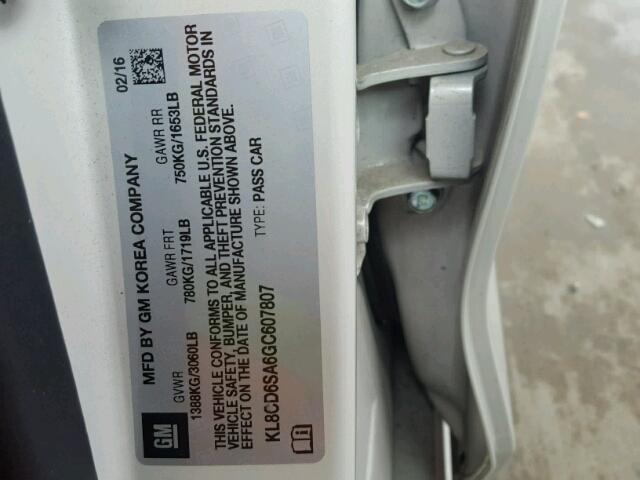 GM
MFD BY GM KOREA COMPANY 02/16
GVWR GAWR FRT GAWR RR
1388KG/3060LB 780KG/1719LB 750KG/1653LB
THIS VEHICLE CONFORMS TO ALL APPLICABLE U.S. FEDERAL MOTOR
VEHICLE SAFETY, BUMPER, AND THEFT PREVENTION STANDARDS IN
EFFECT ON THE DATE OF MANUFACTURE SHOWN ABOVE.
KL8CD6SA6GC607807 TYPE: PASS CAR